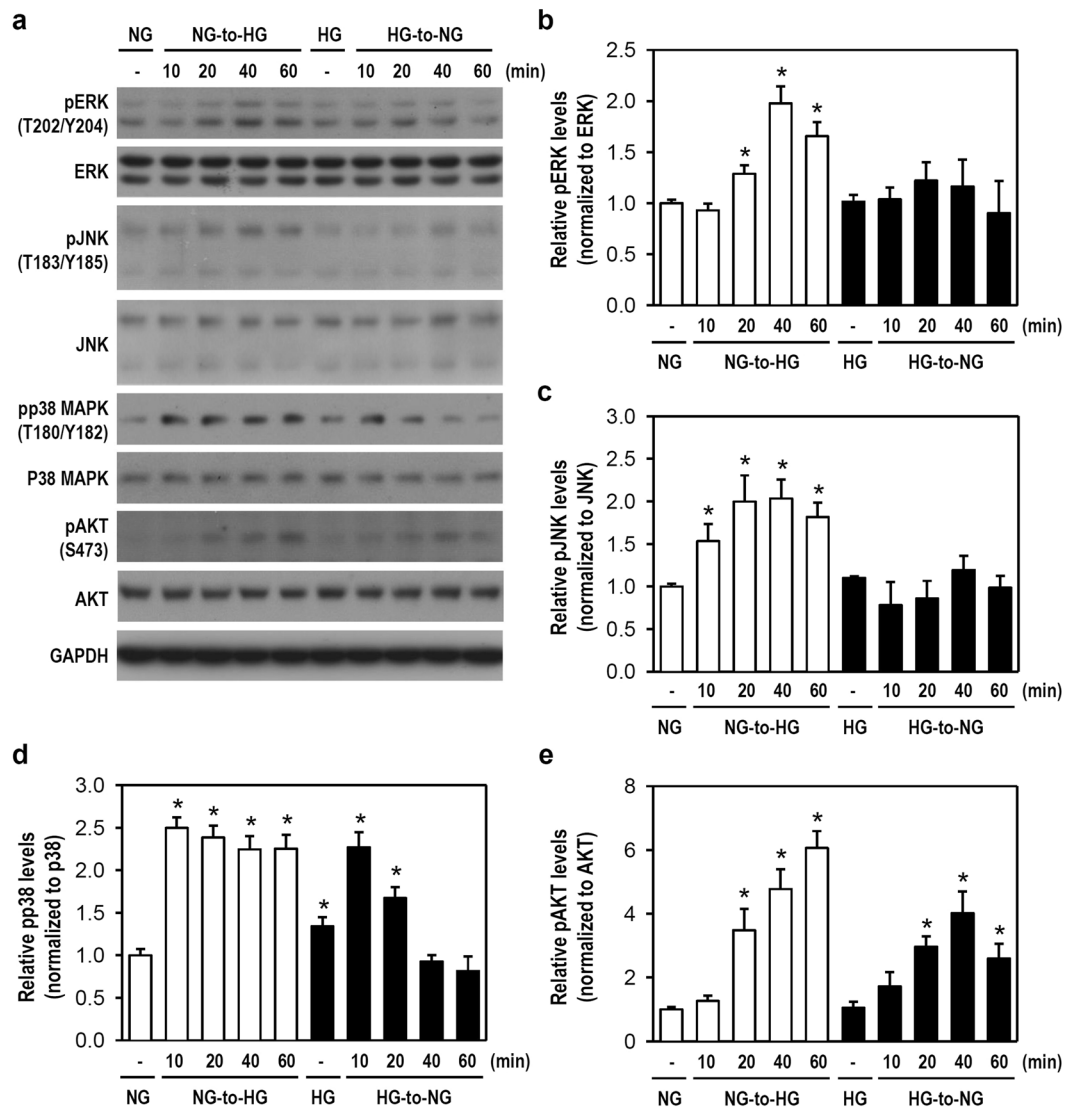 a
NG NG-to-HG HG HG-to-NG
- 10 20 40 60 - 10 20 40 60 (min)
pERK
(T202/Y204)
ERK
pJNK
(T183/Y185)
JNK
pp38 MAPK
(T180/Y182)
P38 MAPK
pAKT
(S473)
AKT
GAPDH
b
Relative pERK levels
(normalized to ERK)
2.5
2.0
1.5
1.0
0.5
0.0
* * *
- 10 20 40 60 - 10 20 40 60 (min)
NG NG-to-HG HG HG-to-NG
c
Relative pJNK levels
(normalized to JNK)
3.0
2.5
2.0
1.5
1.0
0.5
0.0
* * * *
- 10 20 40 60 - 10 20 40 60 (min)
NG NG-to-HG HG HG-to-NG
d
Relative pp38 levels
(normalized to p38)
3.0
2.5
2.0
1.5
1.0
0.5
0.0
* * * * * * *
- 10 20 40 60 - 10 20 40 60 (min)
NG NG-to-HG HG HG-to-NG
e
Relative pAKT levels
(normalized to AKT)
8
6
4
2
0
* * * * * *
- 10 20 40 60 - 10 20 40 60 (min)
NG NG-to-HG HG HG-to-NG